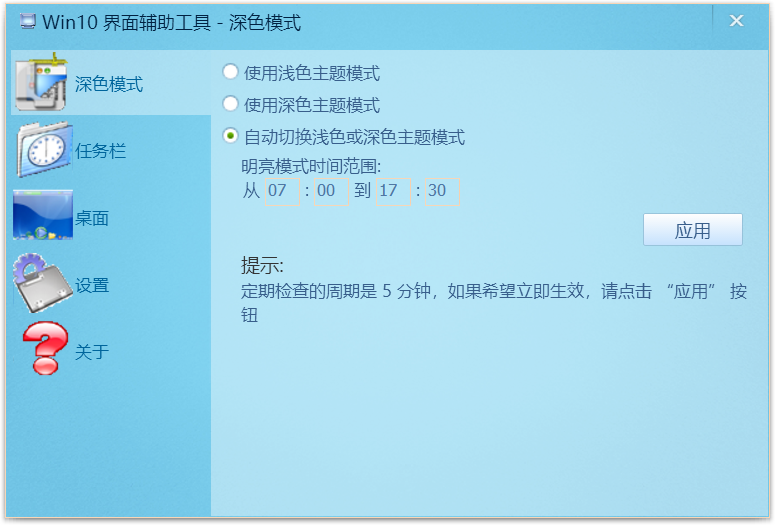 Win10 界面辅助工具 - 深色模式
深色模式
任务栏
桌面
设置
关于
使用浅色主题模式
使用深色主题模式
自动切换浅色或深色主题模式
明亮模式时间范围:
从 07 : 00 到 17 : 30
应用
提示:
定期检查的周期是 5 分钟，如果希望立即生效，请点击 “应用” 按
钮